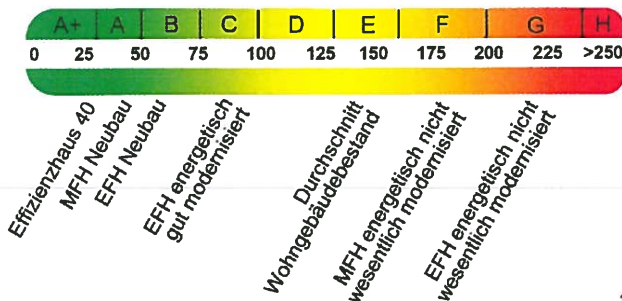 A+ A B C D E F G H
0 25 50 75 100 125 150 175 200 225 >250
Effizienzhaus 40
MFH Neubau
EFH Neubau
EFH energetisch
gut modernisiert
Durchschnitt
Wohngebäudebestand
MFH energetisch nicht
wesentlich modernisiert
EFH energetisch nicht
wesentlich modernisiert